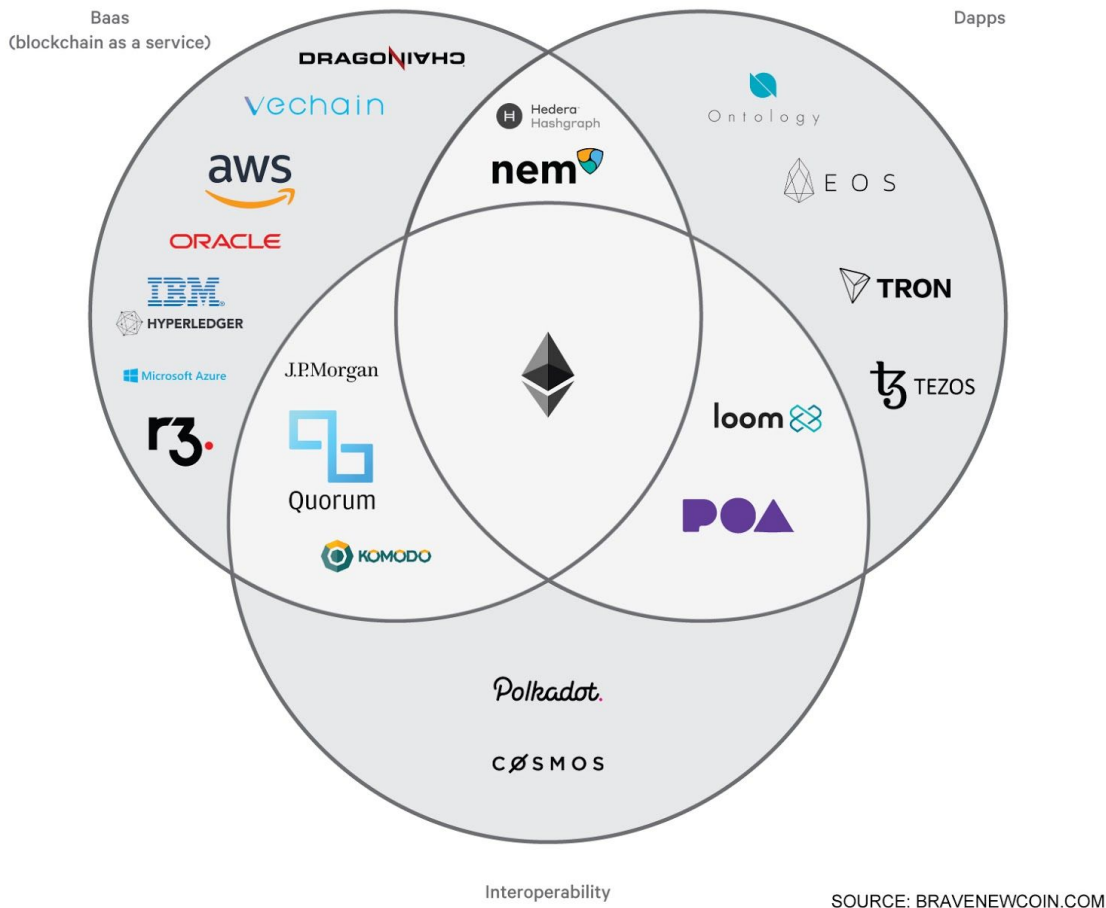 Baas
(blockchain as a service)
Dapps
DRAGONCHAIN
vechain
aws
ORACLE
IBM
HYPERLEDGER
Microsoft Azure
r3.
Hedera
Hashgraph
nem
Ontology
EOS
TRON
TEZOS
J.P.Morgan
Quorum
KOMODO
loom
POA
Polkadot.
CØSMOS
Interoperability
SOURCE: BRAVENEWCOIN.COM